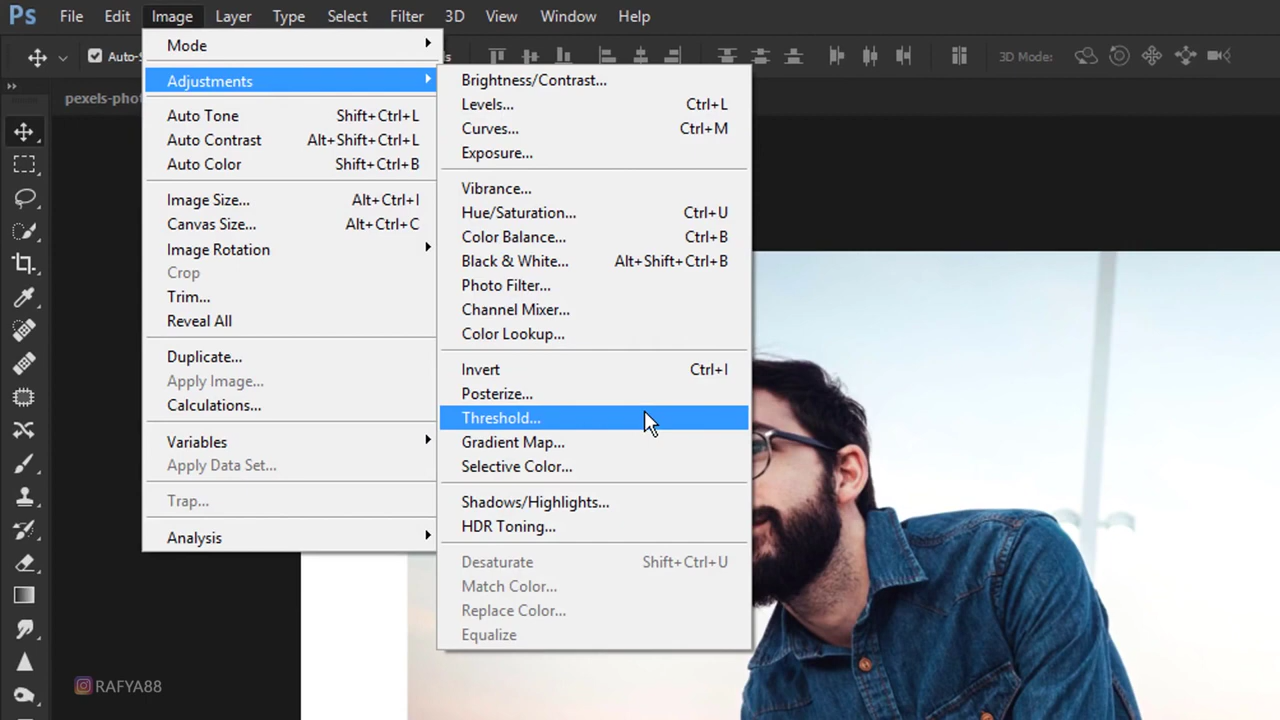 Ps File Edit Image Layer Type Select Filter 3D View Window Help
Auto-S
3D Mode:
pexels-phot
Mode
Adjustments
Auto Tone Shift+Ctrl+L
Auto Contrast Alt+Shift+Ctrl+L
Auto Color Shift+Ctrl+B
Image Size... Alt+Ctrl+I
Canvas Size... Alt+Ctrl+C
Image Rotation
Crop
Trim...
Reveal All
Duplicate...
Apply Image...
Calculations...
Variables
Apply Data Set...
Trap...
Analysis
Brightness/Contrast...
Levels... Ctrl+L
Curves... Ctrl+M
Exposure...
Vibrance...
Hue/Saturation... Ctrl+U
Color Balance... Ctrl+B
Black & White... Alt+Shift+Ctrl+B
Photo Filter...
Channel Mixer...
Color Lookup...
Invert Ctrl+I
Posterize...
Threshold...
Gradient Map...
Selective Color...
Shadows/Highlights...
HDR Toning...
Desaturate Shift+Ctrl+U
Match Color...
Replace Color...
Equalize
RAFYA88